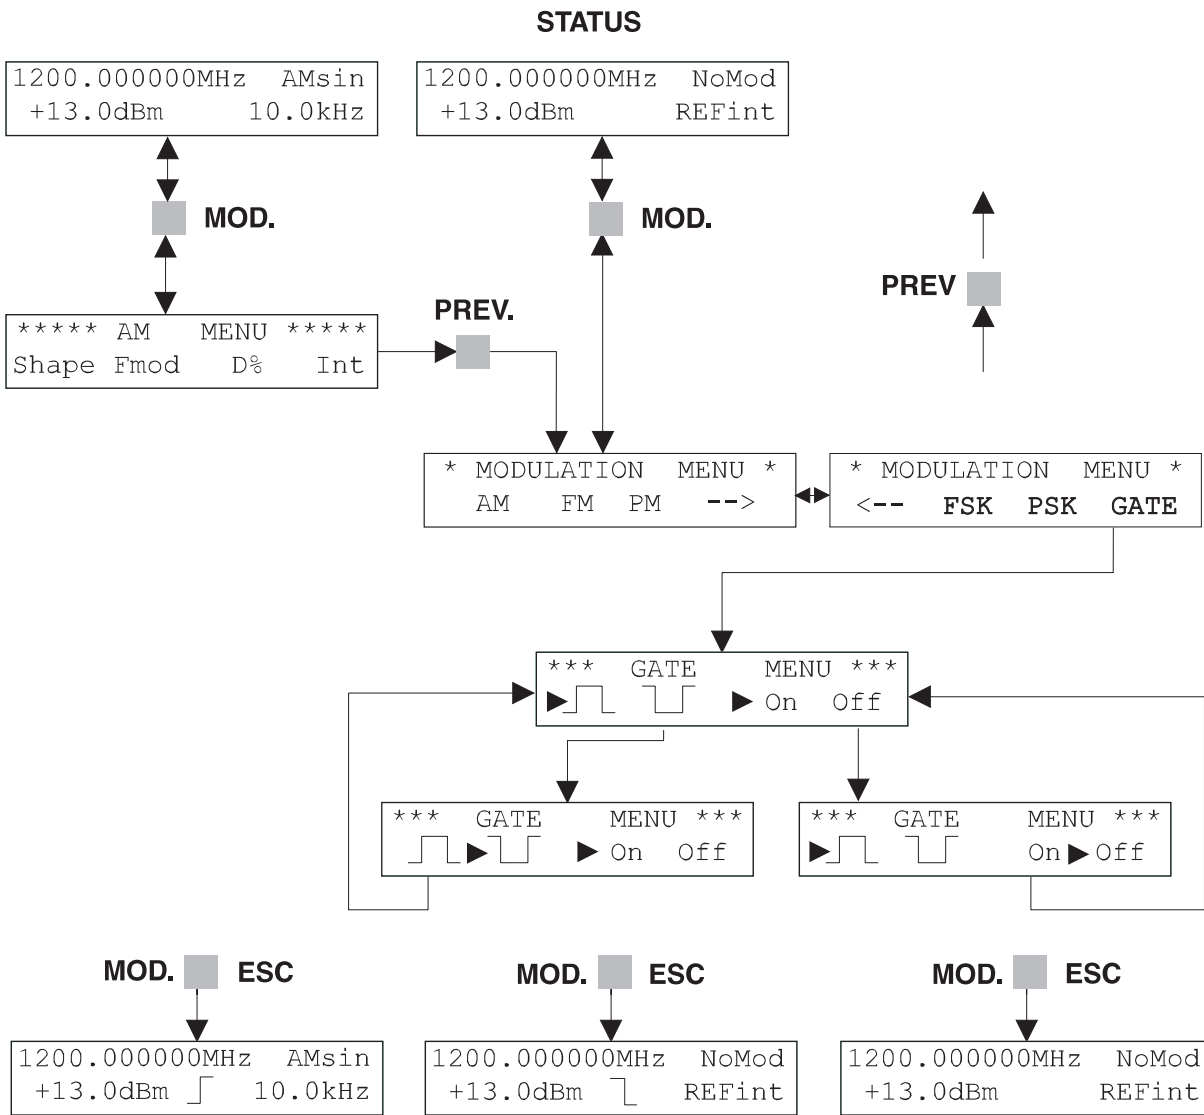 STATUS
1200.000000MHz AMsin
+13.0dBm 10.0kHz
1200.000000MHz NoMod
+13.0dBm REFint
MOD.
MOD.
PREV
PREV.
***** AM MENU *****
Shape Fmod D% Int
* MODULATION MENU *
AM FM PM -->
* MODULATION MENU *
<-- FSK PSK GATE
*** GATE MENU ***
On Off
*** GATE MENU ***
On Off
*** GATE MENU ***
On Off
MOD. ESC
MOD. ESC
MOD. ESC
1200.000000MHz AMsin
+13.0dBm 10.0kHz
1200.000000MHz NoMod
+13.0dBm REFint
1200.000000MHz NoMod
+13.0dBm REFint